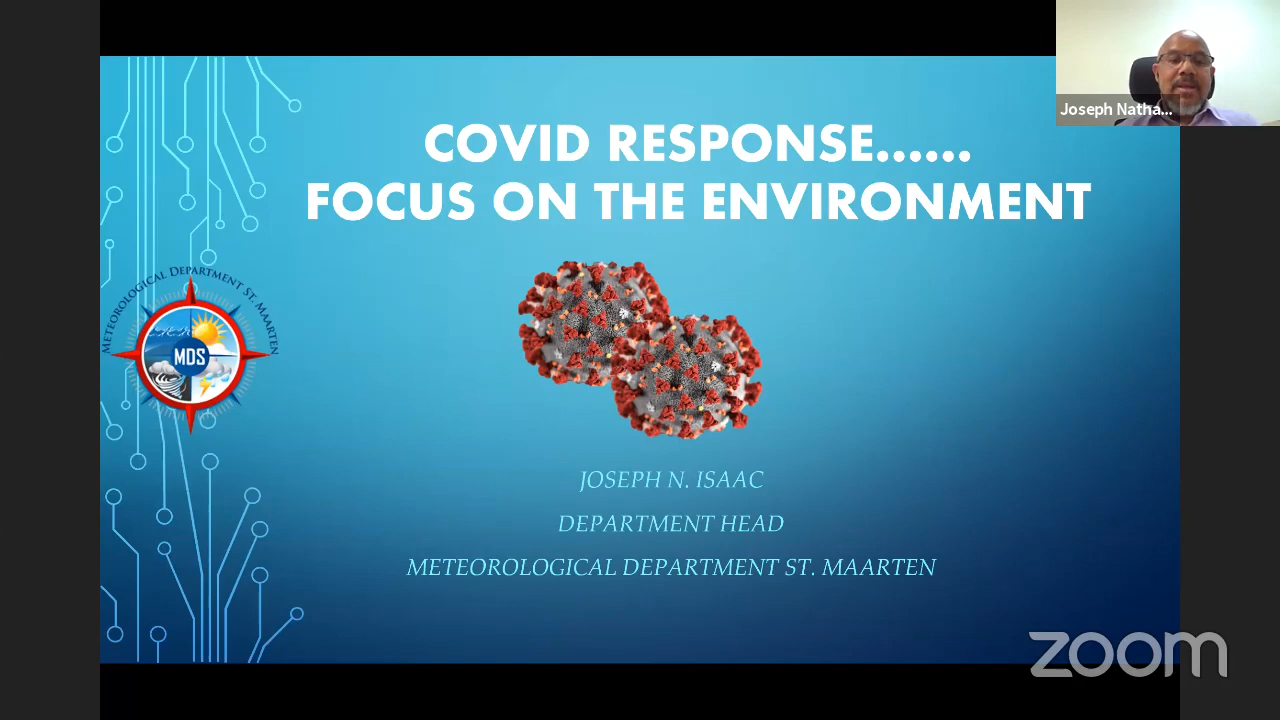 Joseph Natha...
COVID RESPONSE......
FOCUS ON THE ENVIRONMENT
METEOROLOGICAL DEPARTMENT ST. MAARTEN
MDS
JOSEPH N. ISAAC
DEPARTMENT HEAD
METEOROLOGICAL DEPARTMENT ST. MAARTEN
zoom